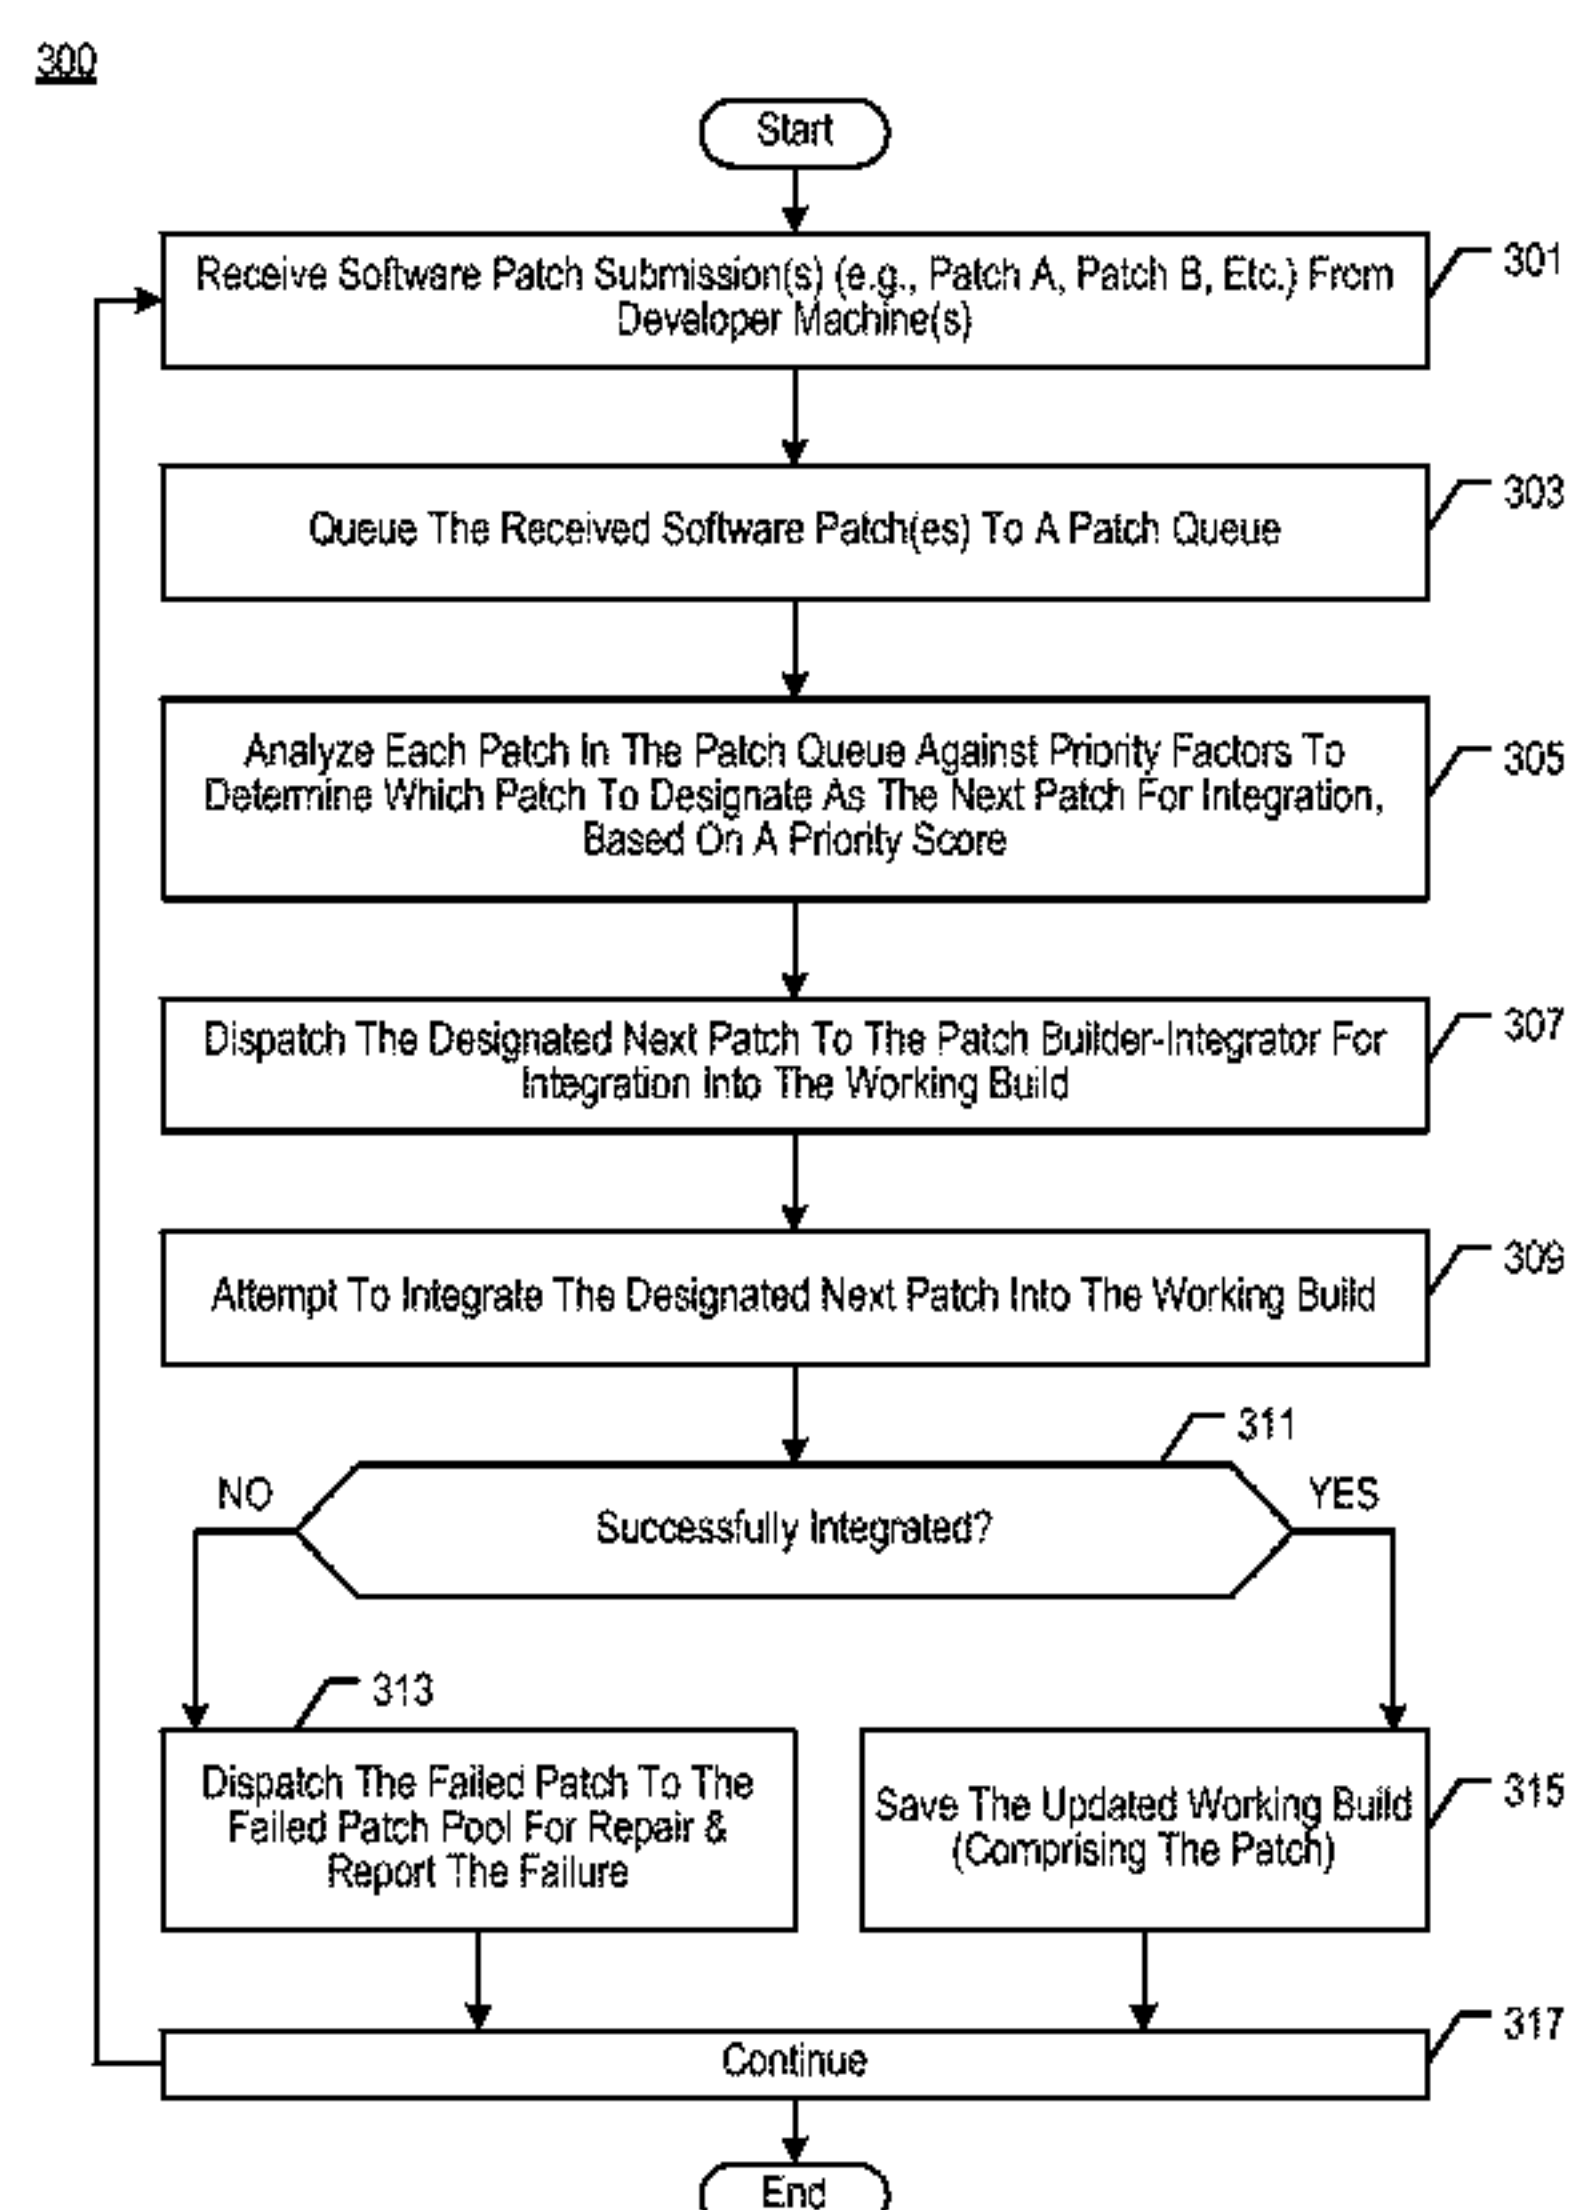 300
Start
Receive Software Patch Submission(s) (e.g., Patch A, Patch B, Etc.) From
Developer Machine(s)
301
Queue The Received Software Patch(es) To A Patch Queue
303
Analyze Each Patch In The Patch Queue Against Priority Factors To
Determine Which Patch To Designate As The Next Patch For Integration,
Based On A Priority Score
305
Dispatch The Designated Next Patch To The Patch Builder-Integrator For
Integration Into The Working Build
307
Attempt To Integrate The Designated Next Patch Into The Working Build
309
311
NO
Successfully Integrated?
YES
313
Dispatch The Failed Patch To The
Failed Patch Pool For Repair &
Report The Failure
Save The Updated Working Build
(Comprising The Patch)
315
Continue
317
End